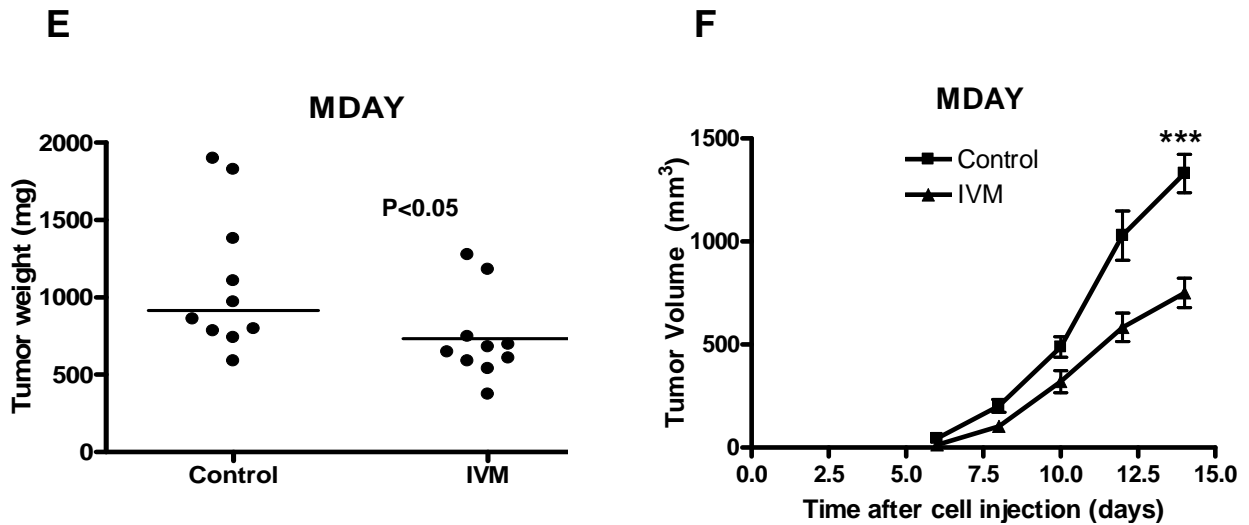 E
MDAY
Tumor weight (mg)
2000
1500
1000
500
0
P<0.05
Control
IVM
F
MDAY
Tumor Volume (mm³)
1500
1000
500
0
Control
IVM
***
0.0
2.5
5.0
7.5
10.0
12.5
15.0
Time after cell injection (days)